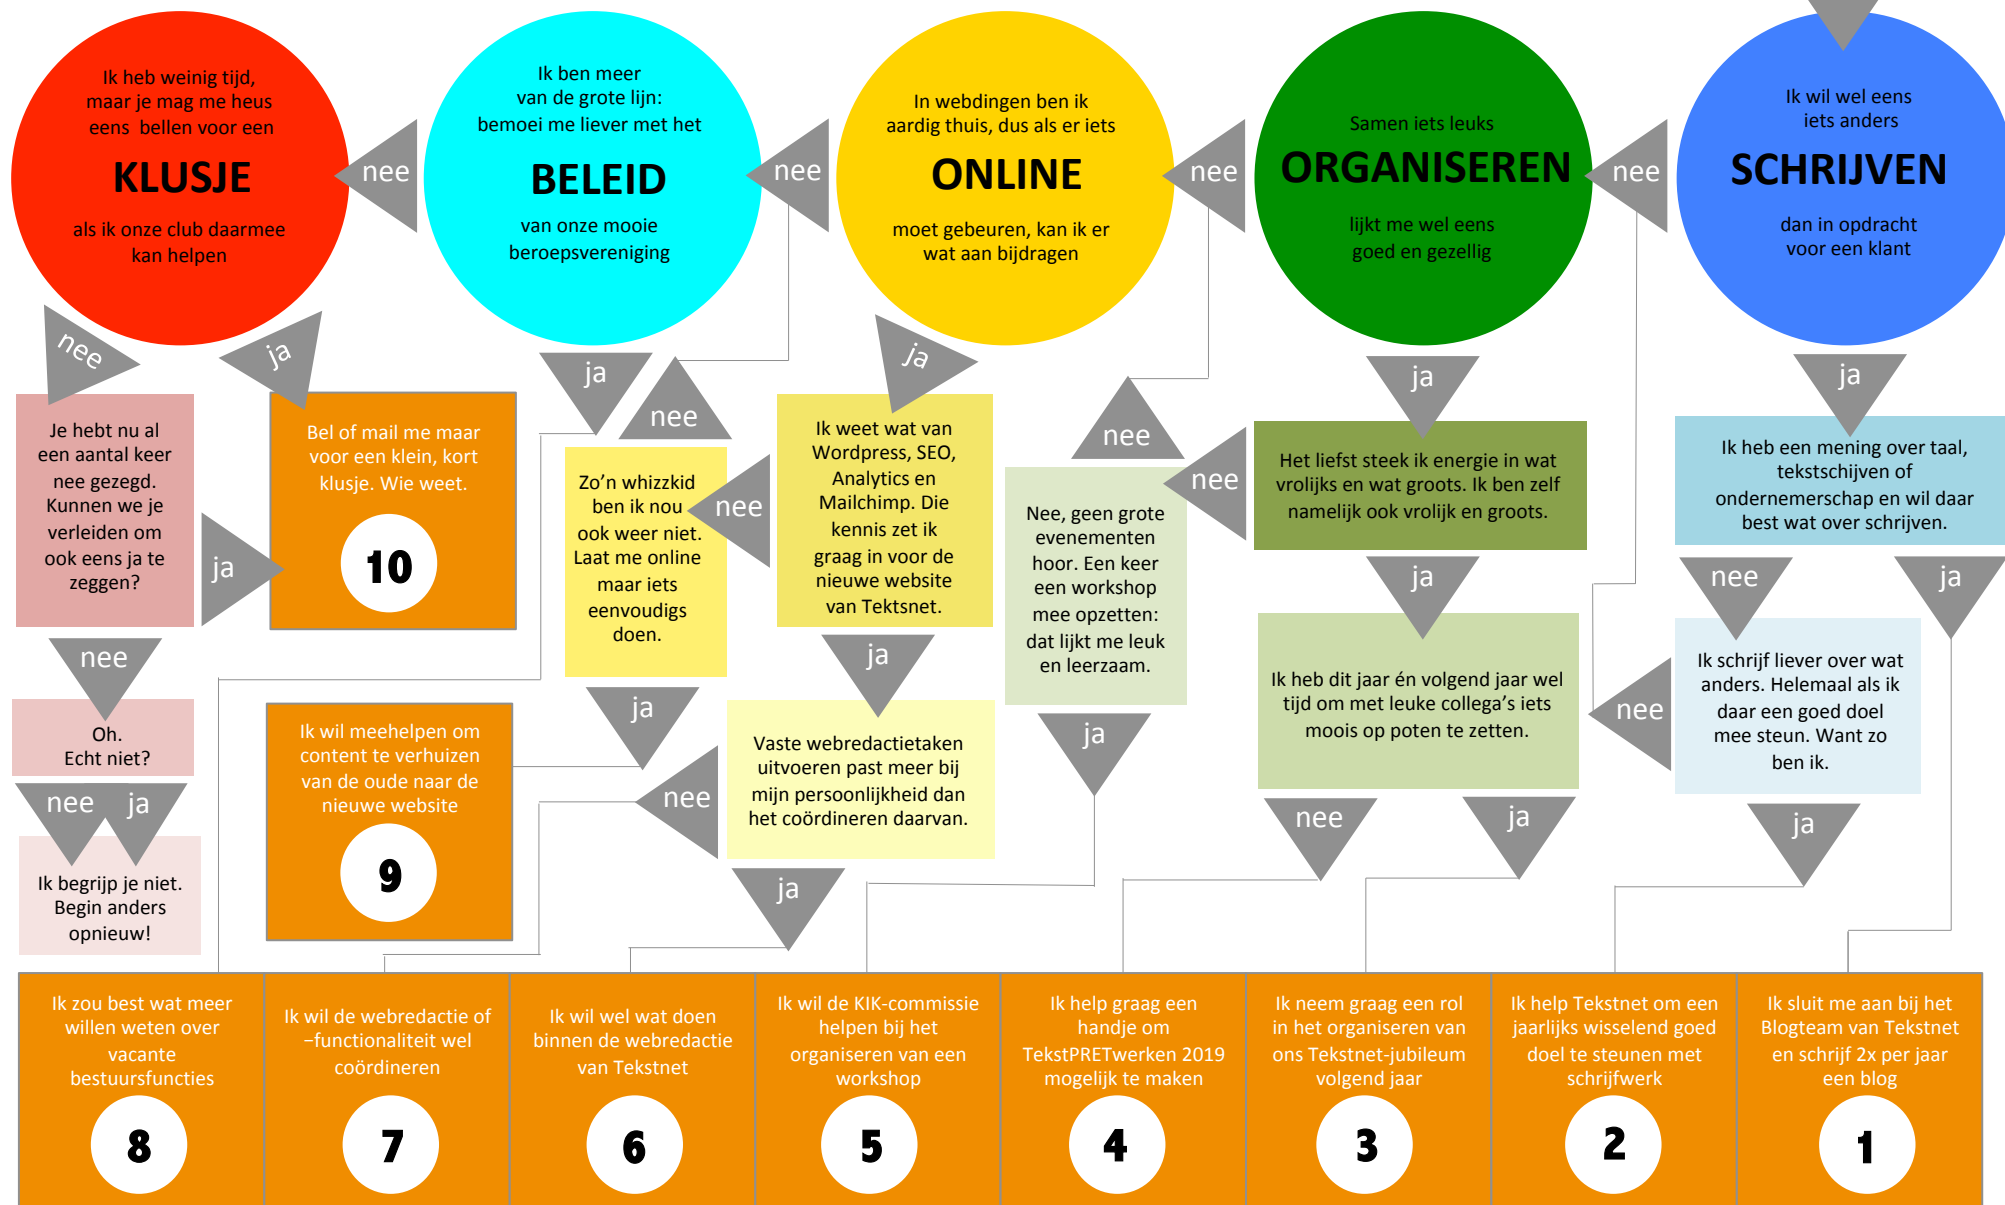 Ik heb weinig tijd,
maar je mag me heus
eens bellen voor een
KLUSJE
als ik onze club daarmee
kan helpen
nee
Ik ben meer
van de grote lijn:
bemoei me liever met het
BELEID
van onze mooie
beroepsvereniging
nee
In webdingen ben ik
aardig thuis, dus als er iets
ONLINE
moet gebeuren, kan ik er
wat aan bijdragen
nee
Samen iets leuks
ORGANISEREN
lijkt me wel eens
goed en gezellig
nee
Ik wil wel eens
iets anders
SCHRIJVEN
dan in opdracht
voor een klant
nee
ja
ja
nee
ja
nee
ja
ja
Je hebt nu al
een aantal keer
nee gezegd.
Kunnen we je
verleiden om
ook eens ja te
zeggen?
ja
Bel of mail me maar
voor een klein, kort
klusje. Wie weet.
10
Zo'n whizzkid
ben ik nou
ook weer niet.
Laat me online
maar iets
eenvoudigs
doen.
nee
Ik weet wat van
Wordpress, SEO,
Analytics en
Mailchimp. Die
kennis zet ik
graag in voor de
nieuwe website
van Tektsnet.
Nee, geen grote
evenementen
hoor. Een keer
een workshop
mee opzetten:
dat lijkt me leuk
en leerzaam.
nee
Het liefst steek ik energie in wat
vrolijks en wat groots. Ik ben zelf
namelijk ook vrolijk en groots.
Ik heb een mening over taal,
tekstschijven of
ondernemerschap en wil daar
best wat over schrijven.
ja
nee
ja
nee
Oh.
Echt niet?
nee
ja
Ik begrijp je niet.
Begin anders
opnieuw!
Ik wil meehelpen om
content te verhuizen
van de oude naar de
nieuwe website
9
ja
ja
nee
Vaste webredactietaken
uitvoeren past meer bij
mijn persoonlijkheid dan
het coördineren daarvan.
ja
ja
Ik heb dit jaar én volgend jaar wel
tijd om met leuke collega's iets
moois op poten te zetten.
nee
ja
nee
Ik schrijf liever over wat
anders. Helemaal als ik
daar een goed doel
mee steun. Want zo
ben ik.
ja
Ik zou best wat meer
willen weten over
vacante
bestuursfuncties
8
Ik wil de webredactie of
–functionaliteit wel
coördineren
7
Ik wil wel wat doen
binnen de webredactie
van Tekstnet
6
Ik wil de KIK-commissie
helpen bij het
organiseren van een
workshop
5
Ik help graag een
handje om
TekstPRETwerken 2019
mogelijk te maken
4
Ik neem graag een rol
in het organiseren van
ons Tekstnet-jubileum
volgend jaar
3
Ik help Tekstnet om een
jaarlijks wisselend goed
doel te steunen met
schrijfwerk
2
Ik sluit me aan bij het
Blogteam van Tekstnet
en schrijf 2x per jaar
een blog
1